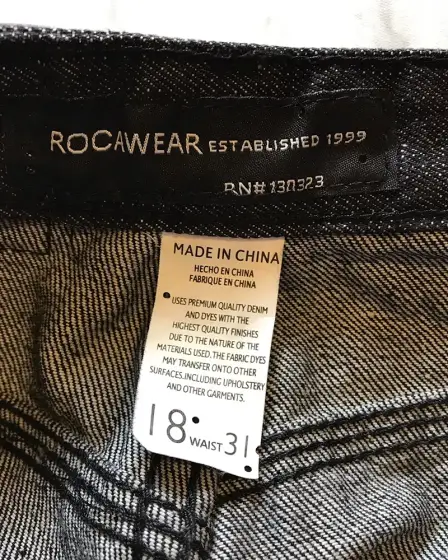 ROCAWEAR ESTABLISHED 1999
RN# 130323
MADE IN CHINA
HECHO EN CHINA
FABRIQUE EN CHINA
USES PREMIUM QUALITY DENIM
AND DYES WITH THE
HIGHEST QUALITY FINISHES
DUE TO THE NATURE OF THE
MATERIALS USED, THE FABRIC DYES
MAY TRANSFER ONTO OTHER
SURFACES, INCLUDING UPHOLSTERY
AND OTHER GARMENTS.
18 WAIST 31